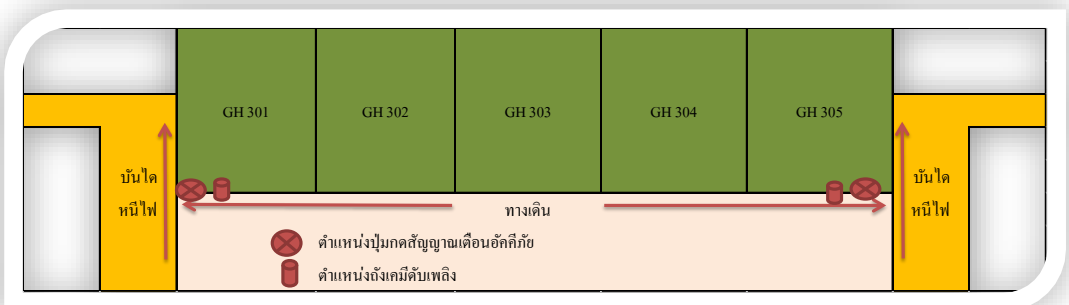 GH 301
GH 302
GH 303
GH 304
GH 305
บันได
หนีไฟ
บันได
หนีไฟ
ทางเดิน
ตำแหน่งปุ่มกดสัญญาณเตือนอัคคีภัย
ตำแหน่งถังเคมีดับเพลิง